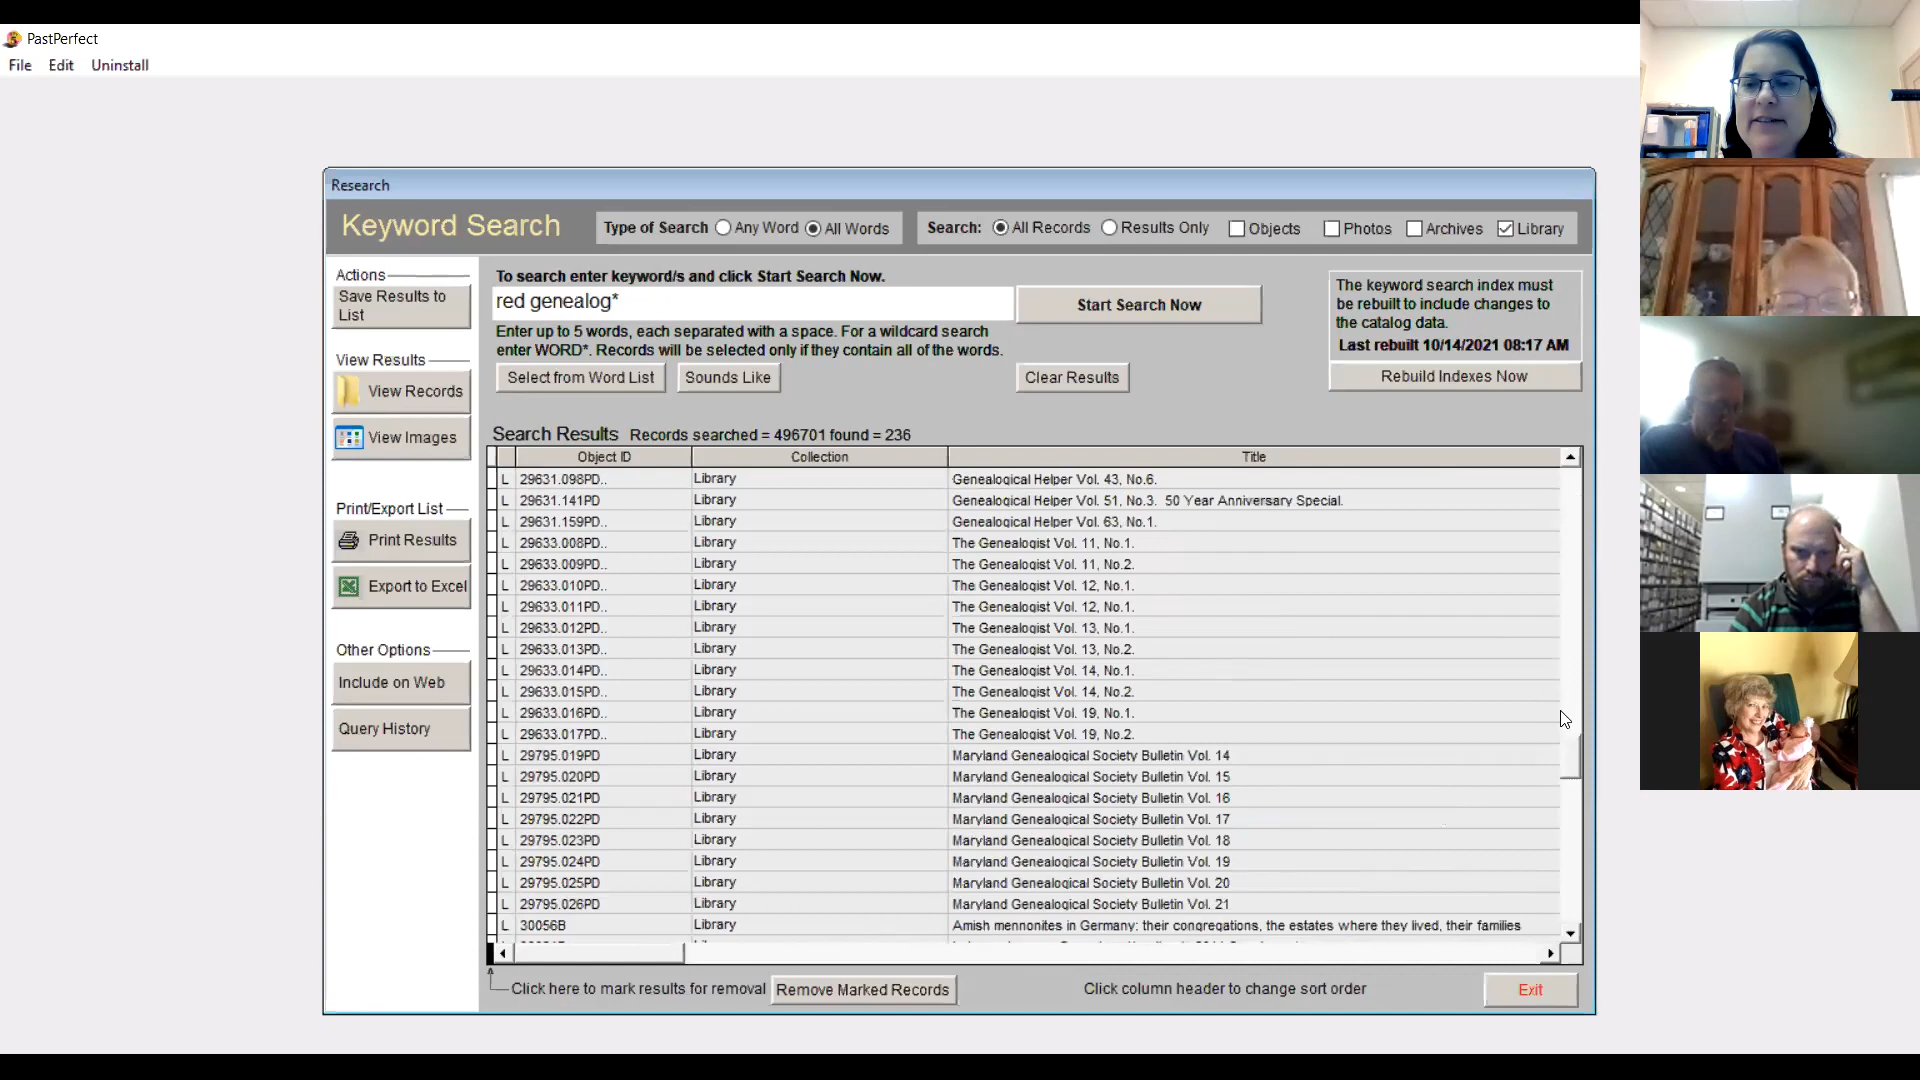 PastPerfect
File Edit Uninstall
Research
Keyword Search
Type of Search Any Word All Words
Search: All Records Results Only Objects Photos Archives Library
Actions
Save Results to List
View Results
View Records
View Images
Print/Export List
Print Results
Export to Excel
Other Options
Include on Web
Query History
To search enter keyword/s and click Start Search Now.
red genealog*
Start Search Now
Enter up to 5 words, each separated with a space. For a wildcard search
enter WORD*. Records will be selected only if they contain all of the words.
Select from Word List Sounds Like Clear Results
The keyword search index must
be rebuilt to include changes to
the catalog data.
Last rebuilt 10/14/2021 08:17 AM
Rebuild Indexes Now
Search Results Records searched = 496701 found = 236
Object ID Collection Title
L 29631.098PD.. Library Genealogical Helper Vol. 43, No.6.
L 29631.141PD Library Genealogical Helper Vol. 51, No.3. 50 Year Anniversary Special.
L 29631.159PD.. Library Genealogical Helper Vol. 63, No.1.
L 29633.008PD.. Library The Genealogist Vol. 11, No.1.
L 29633.009PD.. Library The Genealogist Vol. 11, No.2.
L 29633.010PD.. Library The Genealogist Vol. 12, No.1.
L 29633.011PD.. Library The Genealogist Vol. 12, No.1.
L 29633.012PD.. Library The Genealogist Vol. 13, No.1.
L 29633.013PD.. Library The Genealogist Vol. 13, No.2.
L 29633.014PD.. Library The Genealogist Vol. 14, No.1.
L 29633.015PD.. Library The Genealogist Vol. 14, No.2.
L 29633.016PD.. Library The Genealogist Vol. 19, No.1.
L 29633.017PD.. Library The Genealogist Vol. 19, No.2.
L 29795.019PD Library Maryland Genealogical Society Bulletin Vol. 14
L 29795.020PD Library Maryland Genealogical Society Bulletin Vol. 15
L 29795.021PD Library Maryland Genealogical Society Bulletin Vol. 16
L 29795.022PD Library Maryland Genealogical Society Bulletin Vol. 17
L 29795.023PD Library Maryland Genealogical Society Bulletin Vol. 18
L 29795.024PD Library Maryland Genealogical Society Bulletin Vol. 19
L 29795.025PD Library Maryland Genealogical Society Bulletin Vol. 20
L 29795.026PD Library Maryland Genealogical Society Bulletin Vol. 21
L 30056B Library Amish mennonites in Germany: their congregations, the estates where they lived, their families
Click here to mark results for removal Remove Marked Records Click column header to change sort order Exit